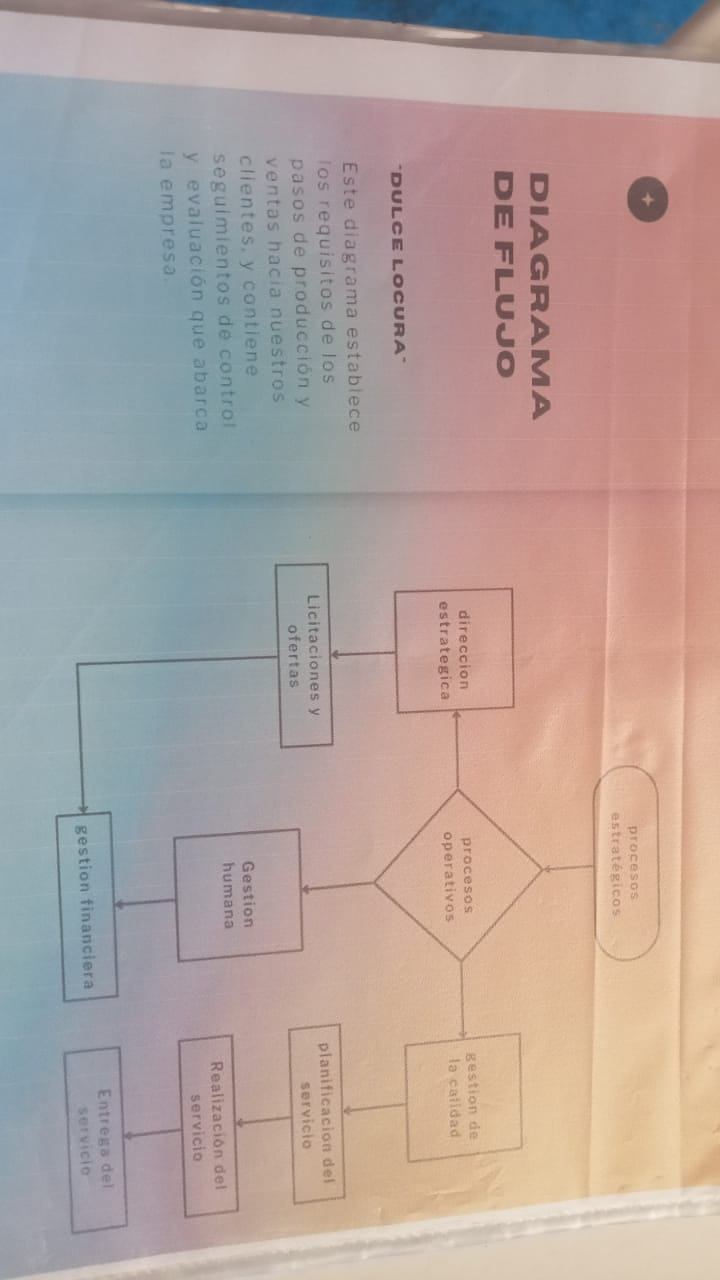 DIAGRAMA
DE FLUJO
"DULCE LOCURA"
Este diagrama establece
los requisitos de los
pasos de producción y
ventas hacia nuestros
clientes, y contiene
seguimientos de control
y evaluación que abarca
la empresa.
procesos
estratégicos
direccion
estrategica
procesos
operativos
gestion de
la calidad
Licitaciones y
ofertas
Gestion
humana
planificacion del
servicio
Realización del
servicio
gestion financiera
Entrega del
servicio